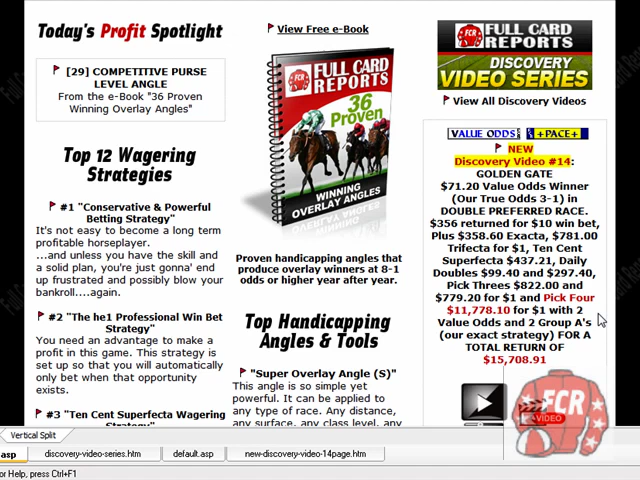 Today's Profit Spotlight
[29] COMPETITIVE PURSE
LEVEL ANGLE
From the e-Book "36 Proven
Winning Overlay Angles"
Top 12 Wagering
Strategies
#1 "Conservative & Powerful
Betting Strategy"
It's not easy to become a long term
profitable horseplayer.
...and unless you have the skill and
a solid plan, you're just gonna' end
up frustrated and possibly blow your
bankroll....again.
#2 "The he1 Professional Win Bet
Strategy"
You need an advantage to make a
profit in this game. This strategy is
set up so that you will automatically
only bet when that opportunity
exists.
#3 "Ten Cent Superfecta Wagering
View Free e-Book
FCR
FULL CARD
REPORTS
36
Proven
WINNING
OVERLAY ANGLES
Proven handicapping angles that
produce overlay winners at 8-1
odds or higher year after year.
Top Handicapping
Angles & Tools
"Super Overlay Angle (S)"
This angle is so simple yet
powerful. It can be applied to
any type of race. Any distance,
any surface, any class level, any
FCR
FULL CARD
REPORTS
DISCOVERY
VIDEO SERIES
View All Discovery Videos
VALUE ODDS +PACE+
NEW
Discovery Video #14:
GOLDEN GATE
$71.20 Value Odds Winner
(Our True Odds 3-1) in
DOUBLE PREFERRED RACE.
$356 returned for $10 win bet,
Plus $358.60 Exacta, $781.00
Trifecta for $1, Ten Cent
Superfecta $437.21, Daily
Doubles $99.40 and $297.40,
Pick Threes $822.00 and
$779.20 for $1 and Pick Four
$11,778.10 for $1 with 2
Value Odds and 2 Group A's
(our exact strategy) FOR A
TOTAL RETURN OF
$15,708.91
FCR
VIDEO
Vertical Split
asp
discovery-video-series.htm
default.asp
new-discovery-video-14page.htm
or Help, press Ctrl+F1